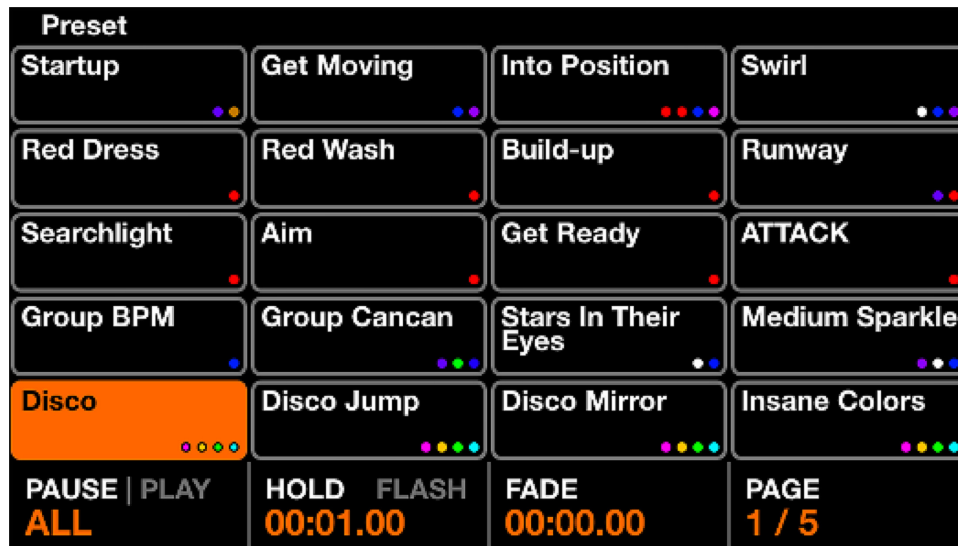 Preset
Startup
Get Moving
Into Position
Swirl
Red Dress
Red Wash
Build-up
Runway
Searchlight
Aim
Get Ready
ATTACK
Group BPM
Group Cancan
Stars In Their
Eyes
Medium Sparkle
Disco
Disco Jump
Disco Mirror
Insane Colors
PAUSE | PLAY
ALL
HOLD FLASH
00:01.00
FADE
00:00.00
PAGE
1 / 5